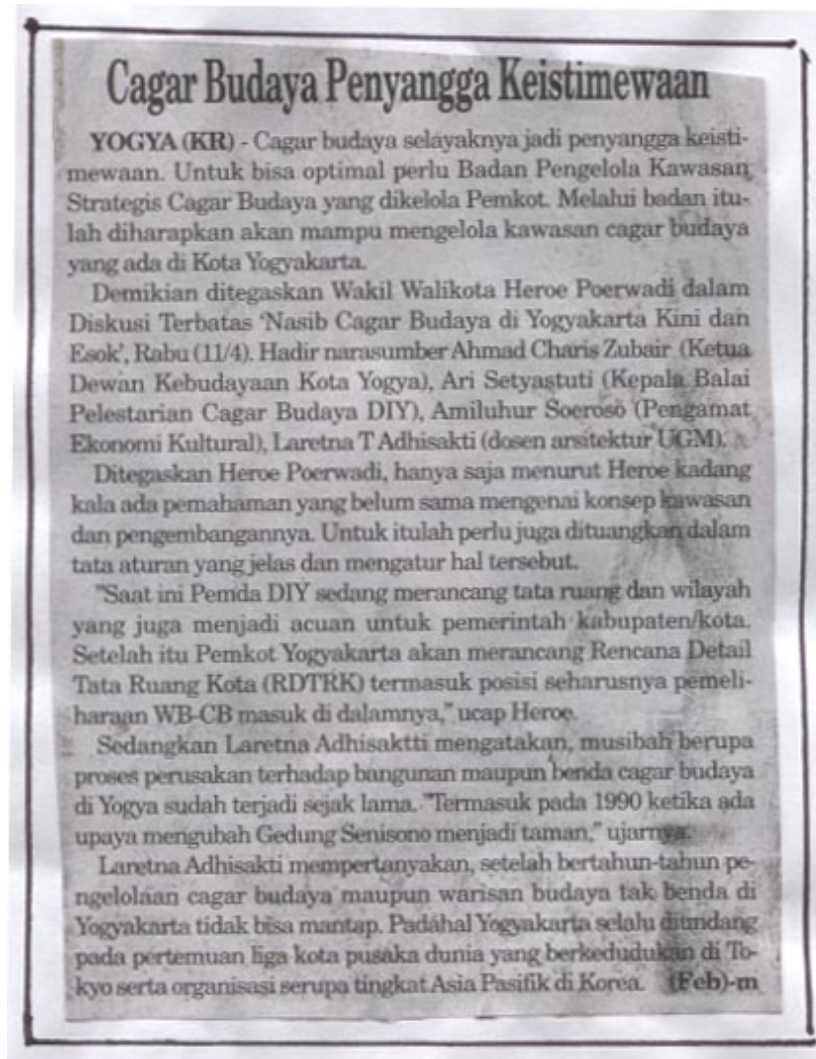 Cagar Budaya Penyangga Keistimewaan
YOGYA (KR) - Cagar budaya selayaknya jadi penyangga keisti-
mewaan. Untuk bisa optimal perlu Badan Pengelola Kawasan
Strategis Cagar Budaya yang dikelola Pemkot. Melalui badan itu-
lah diharapkan akan mampu mengelola kawasan cagar budaya
yang ada di Kota Yogyakarta.
Demikian ditegaskan Wakil Walikota Heroe Poerwadi dalam
Diskusi Terbatas 'Nasib Cagar Budaya di Yogyakarta Kini dan
Esok', Rabu (11/4). Hadir narasumber Ahmad Charis Zubair (Ketua
Dewan Kebudayaan Kota Yogya), Ari Setyastuti (Kepala Balai
Pelestarian Cagar Budaya DIY), Amiluhur Soeroso (Pengamat
Ekonomi Kultural), Laretna T Adhisakti (dosen arsitektur UGM).
Ditegaskan Heroe Poerwadi, hanya saja menurut Heroe kadang
kala ada pemahaman yang belum sama mengenai konsep kawasan
dan pengembangannya. Untuk itulah perlu juga dituangkan dalam
tata aturan yang jelas dan mengatur hal tersebut.
"Saat ini Pemda DIY sedang merancang tata ruang dan wilayah
yang juga menjadi acuan untuk pemerintah kabupaten/kota.
Setelah itu Pemkot Yogyakarta akan merancang Rencana Detail
Tata Ruang Kota (RDTRK) termasuk posisi seharusnya pemeli-
haraan WB-CB masuk di dalamnya," ucap Heroe.
Sedangkan Laretna Adhisaktti mengatakan, musibah berupa
proses perusakan terhadap bangunan maupun benda cagar budaya
di Yogya sudah terjadi sejak lama. "Termasuk pada 1990 ketika ada
upaya mengubah Gedung Senisono menjadi taman," ujarnya.
Laretna Adhisakti mempertanyakan, setelah bertahun-tahun pe-
ngelolaan cagar budaya maupun warisan budaya tak benda di
Yogyakarta tidak bisa mantap. Padahal Yogyakarta selalu diundang
pada pertemuan liga kota pusaka dunia yang berkedudukan di To-
kyo serta organisasi serupa tingkat Asia Pasifik di Korea. (Feb)-m